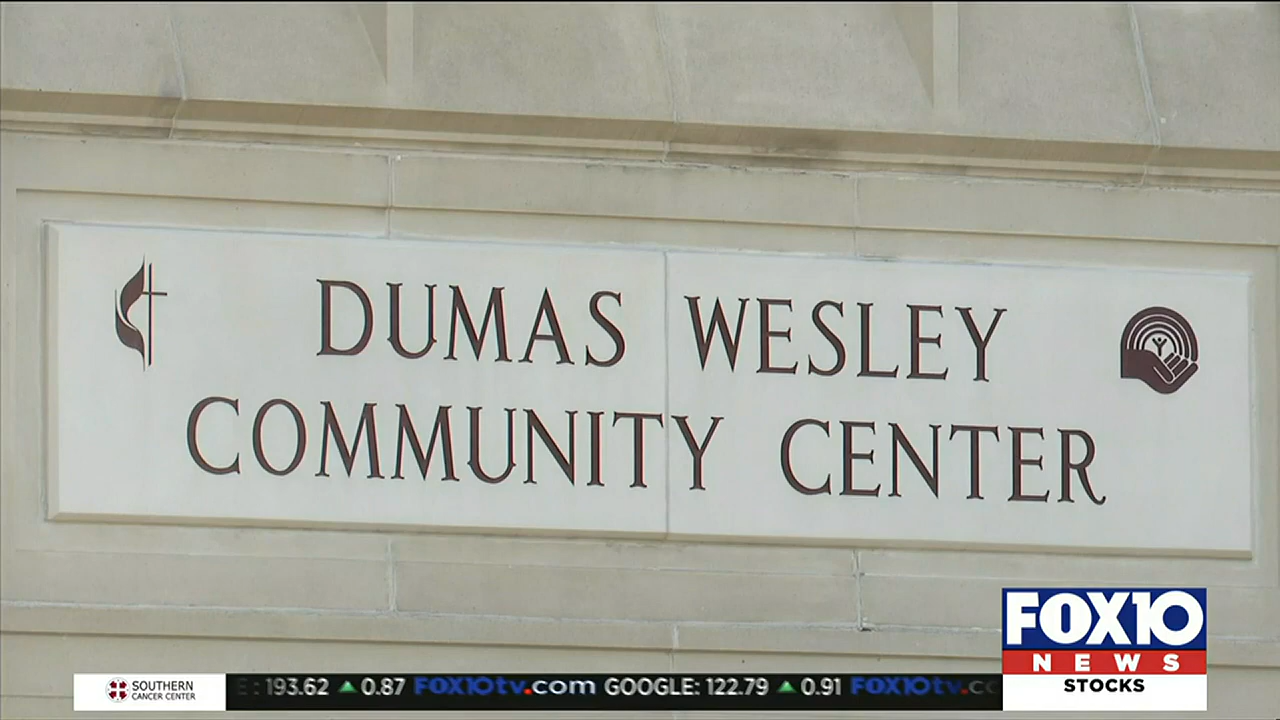 DUMAS WESLEY
COMMUNITY CENTER
FOX10
NEWS
STOCKS
SOUTHERN
CANCER CENTER
: 193.62 ▲ 0.87 FOX10tv.com GOOGLE: 122.79 ▲ 0.91 FOX10tv.c